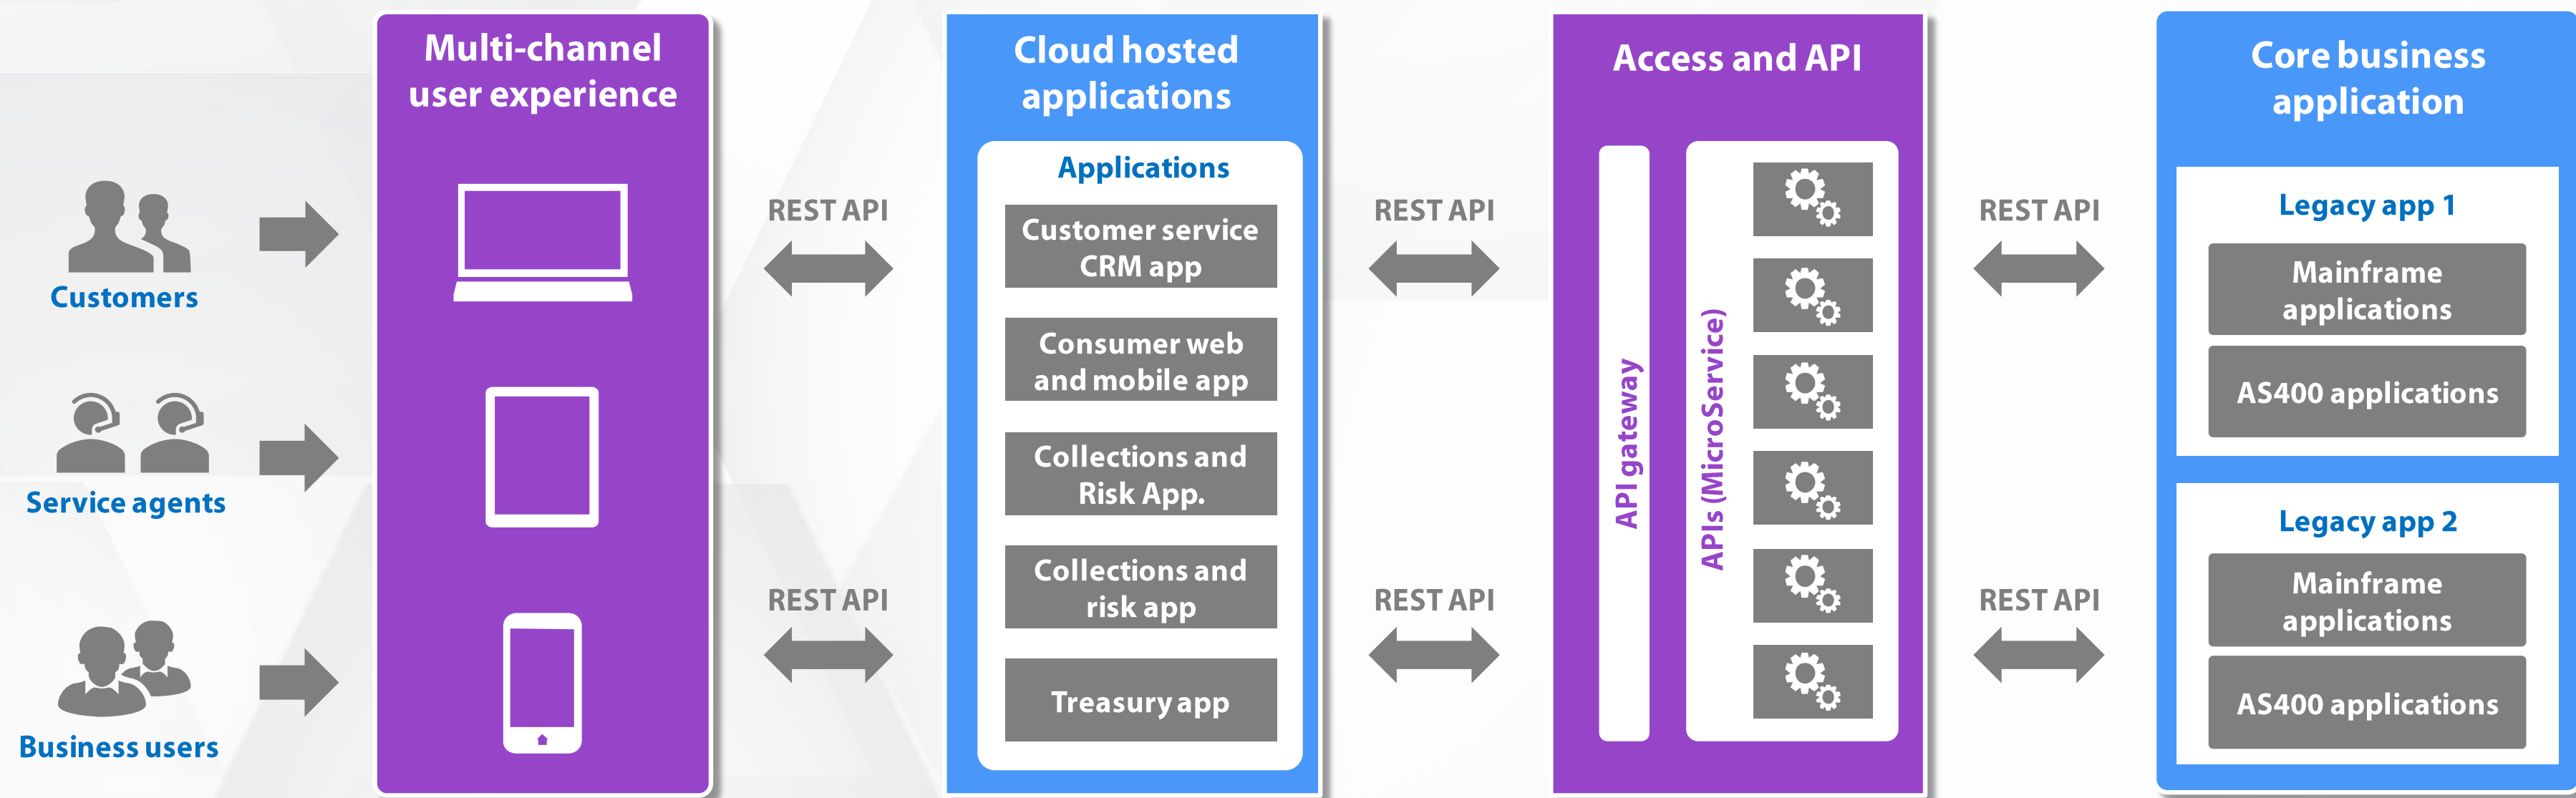 Customers
Service agents
Business users
Multi-channel
user experience
REST API
REST API
Cloud hosted
applications
Applications
Customer service
CRM app
Consumer web
and mobile app
Collections and
Risk App.
Collections and
risk app
Treasury app
REST API
REST API
Access and API
API gateway
APIs (MicroService)
REST API
REST API
Core business
application
Legacy app 1
Mainframe
applications
AS400 applications
Legacy app 2
Mainframe
applications
AS400 applications